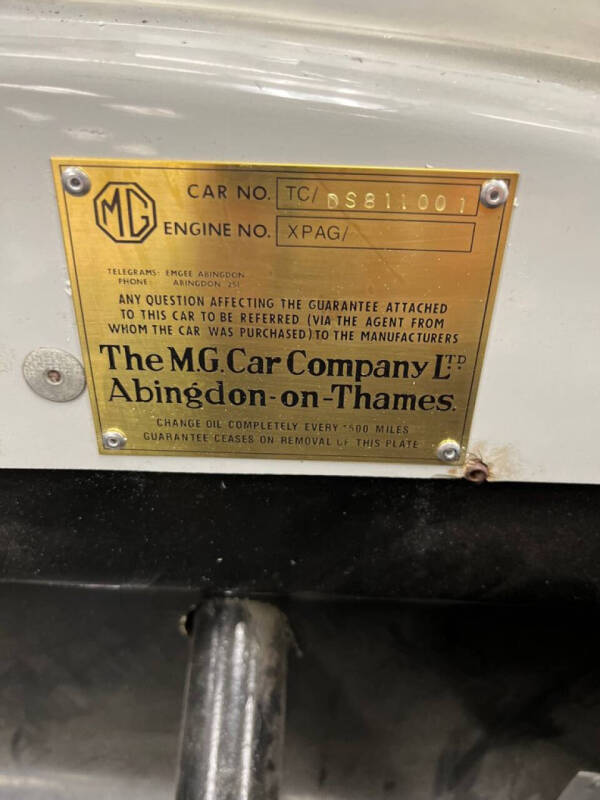 MG
CAR NO. TC/ DS811001
ENGINE NO. XPAG/
TELEGRAMS: EMGEE ABINGDON
PHONE: ABINGDON 251
ANY QUESTION AFFECTING THE GUARANTEE ATTACHED
TO THIS CAR TO BE REFERRED (VIA THE AGENT FROM
WHOM THE CAR WAS PURCHASED) TO THE MANUFACTURERS
The M.G. Car Company LTD
Abingdon-on-Thames.
CHANGE OIL COMPLETELY EVERY 500 MILES
GUARANTEE CEASES ON REMOVAL OF THIS PLATE